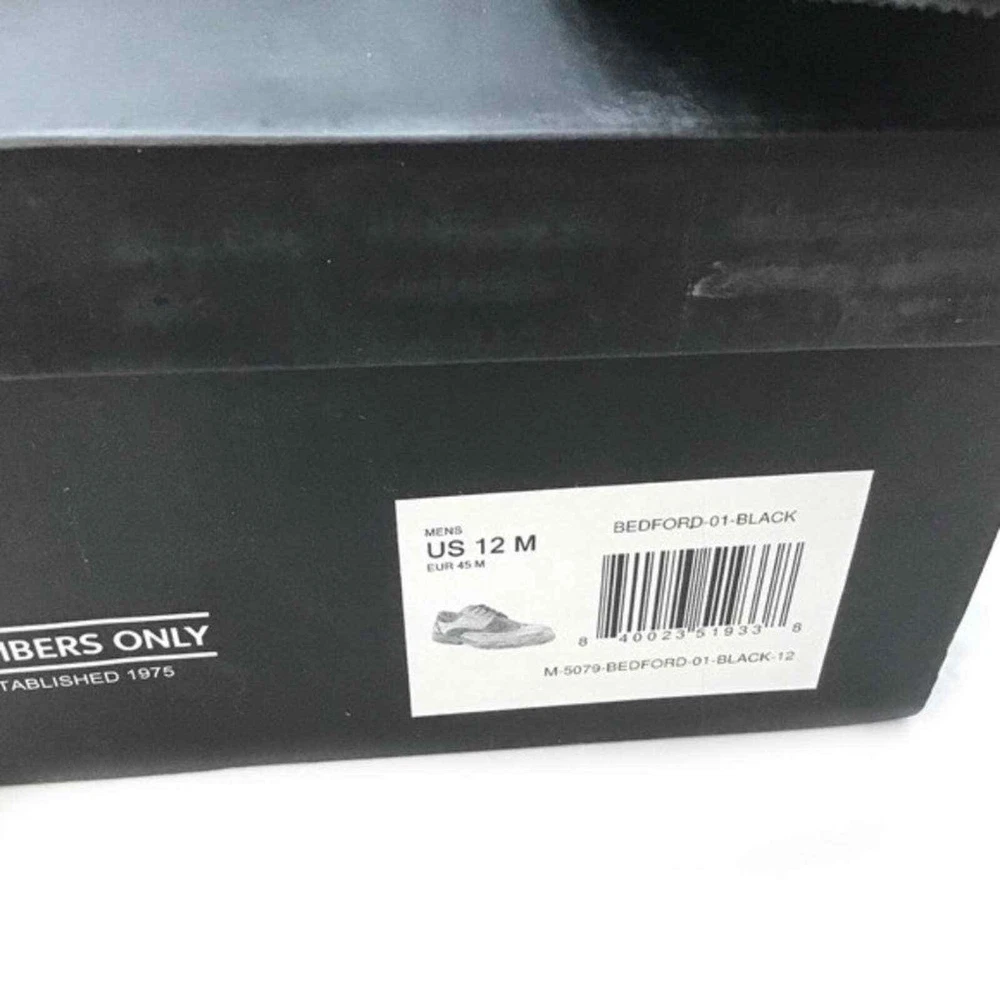 MBERS ONLY
TABLISHED 1975
MENS
US 12 M
EUR 45 M
BEDFORD-01-BLACK
8 40023 51933 8
M-5079-BEDFORD-01-BLACK-12